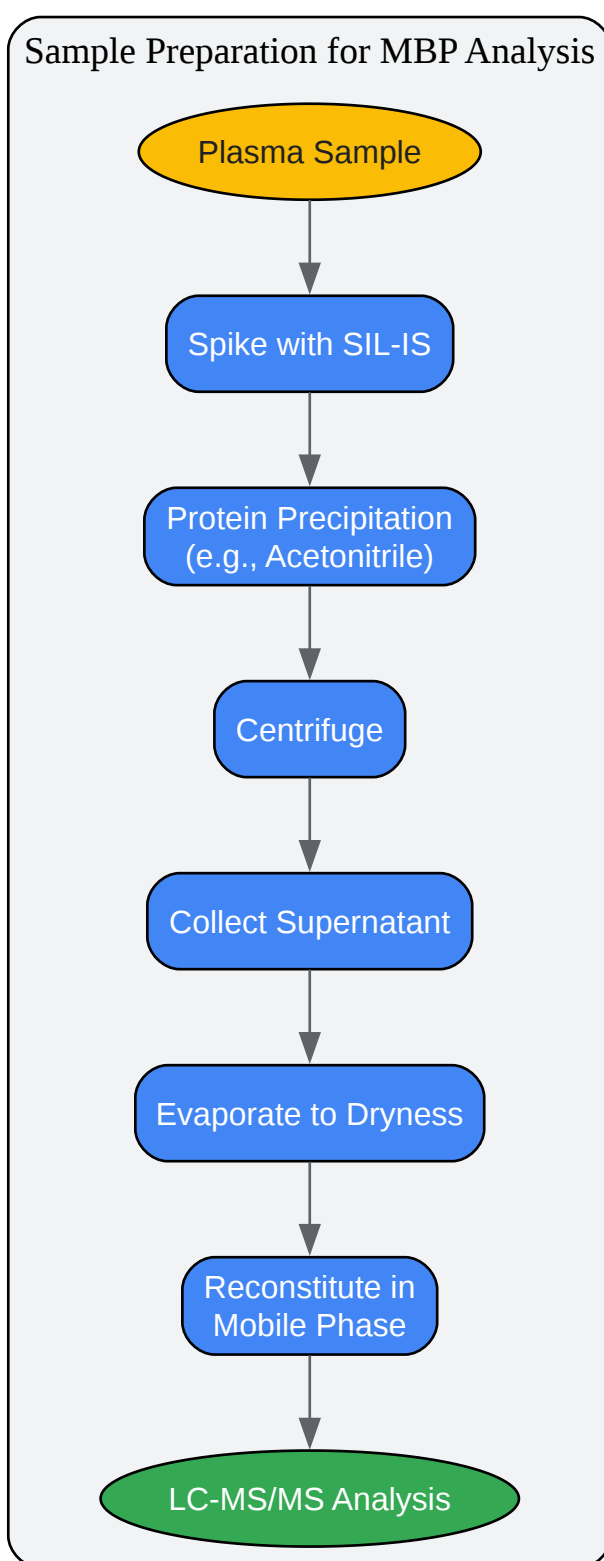 Sample Preparation for MBP Analysis
Plasma Sample
Spike with SIL-IS
Protein Precipitation
(e.g., Acetonitrile)
Centrifuge
Collect Supernatant
Evaporate to Dryness
Reconstitute in
Mobile Phase
LC-MS/MS Analysis